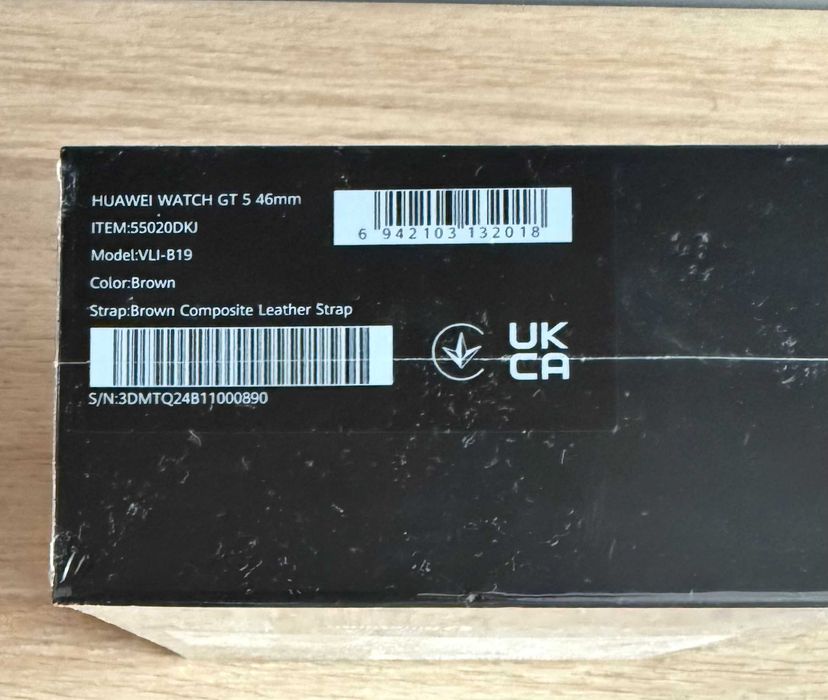 HUAWEI WATCH GT 5 46mm
ITEM:55020DKJ
Model:VLI-B19
Color:Brown
Strap:Brown Composite Leather Strap
S/N:3DMTQ24B11000890
6 942103 132018
UK
CA